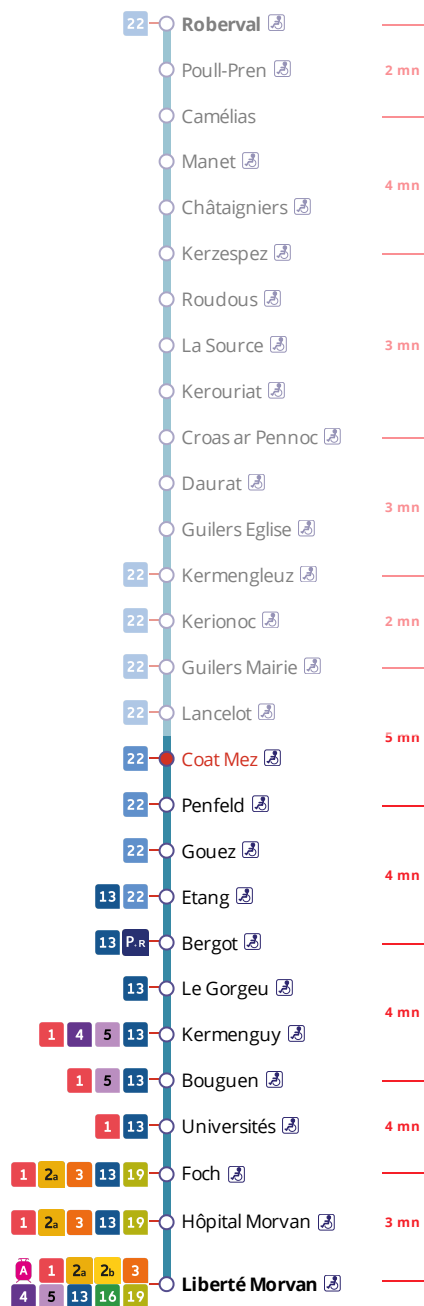 22 Roberval
Poull-Pren 2 mn
Camélias
Manet
4 mn
Châtaigniers
Kerzespez
Roudous
La Source 3 mn
Kerouriat
Croas ar Pennoc
Daurat
3 mn
Guilers Eglise
22 Kermengleuz
22 Kerionoc 2 mn
22 Guilers Mairie
22 Lancelot
5 mn
22 Coat Mez
22 Penfeld
22 Gouez
4 mn
13 22 Etang
13 P+R Bergot
13 Le Gorgeu
4 mn
1 4 5 13 Kermenguy
1 5 13 Bouguen
1 13 Universités 4 mn
1 2a 3 13 19 Foch
1 2a 3 13 19 Hôpital Morvan 3 mn
A 1 2a 2b 3
4 5 13 16 19 Liberté Morvan